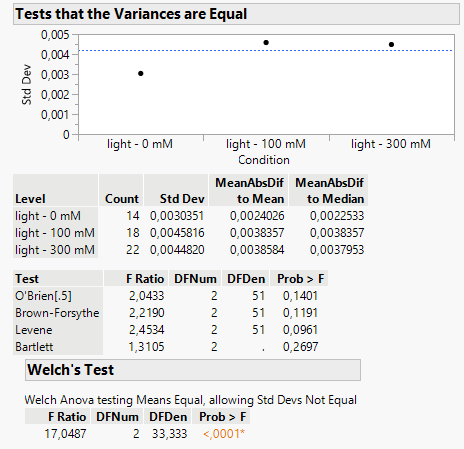 Tests that the Variances are Equal
0,005
0,004
0,003
0,002
0,001
0
Std Dev
light - 0 mM light - 100 mM light - 300 mM
Condition
MeanAbsDif MeanAbsDif
Level Count Std Dev to Mean to Median
light - 0 mM 14 0,0030351 0,0024026 0,0022533
light - 100 mM 18 0,0045816 0,0038357 0,0038357
light - 300 mM 22 0,0044820 0,0038584 0,0037953
Test F Ratio DFNum DFDen Prob > F
O'Brien[.5] 2,0433 2 51 0,1401
Brown-Forsythe 2,2190 2 51 0,1191
Levene 2,4534 2 51 0,0961
Bartlett 1,3105 2 . 0,2697
Welch's Test
Welch Anova testing Means Equal, allowing Std Devs Not Equal
F Ratio DFNum DFDen Prob > F
17,0487 2 33,333 <,0001*